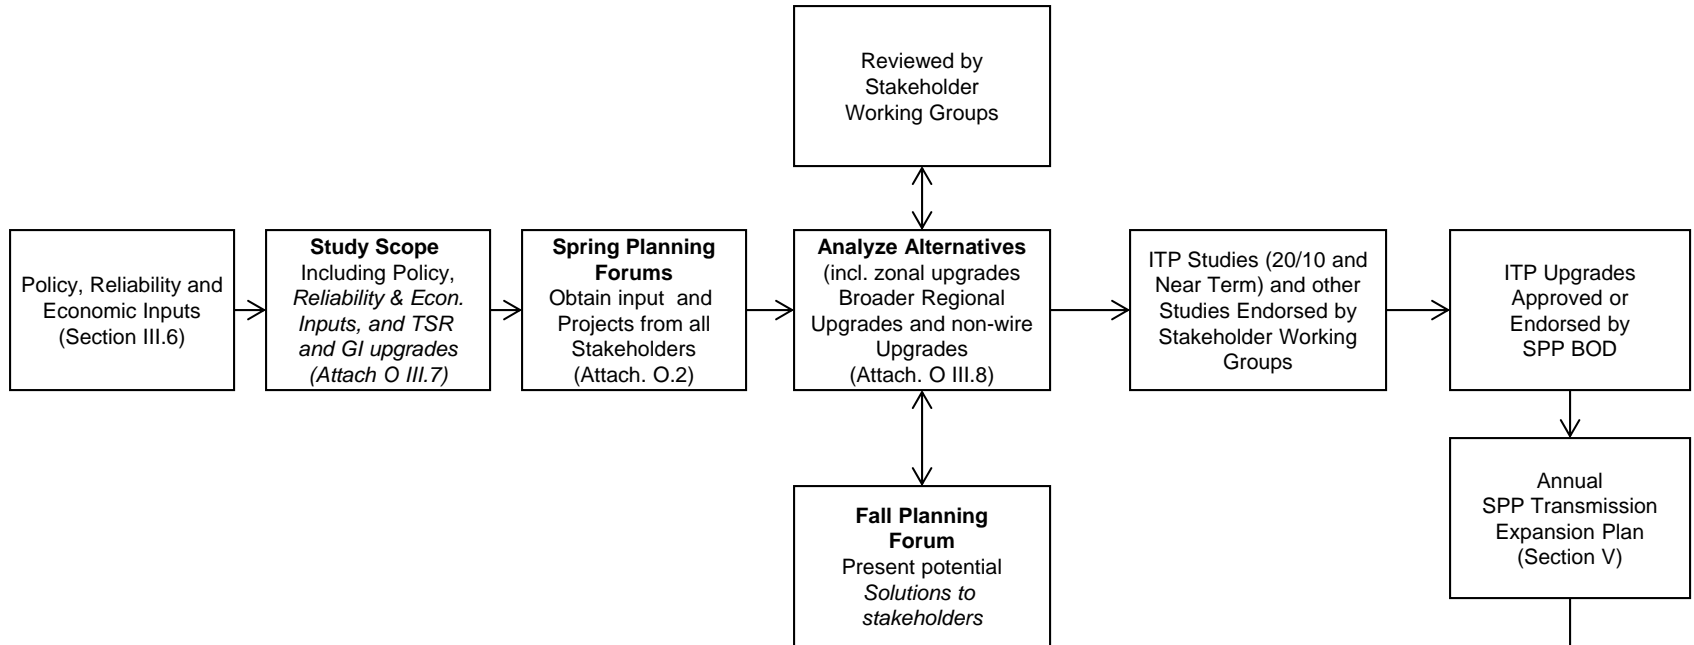 Reviewed by
Stakeholder
Working Groups
Policy, Reliability and
Economic Inputs
(Section III.6)
Study Scope
Including Policy,
Reliability & Econ.
Inputs, and TSR
and GI upgrades
(Attach O III.7)
Spring Planning
Forums
Obtain input and
Projects from all
Stakeholders
(Attach. O.2)
Analyze Alternatives
(incl. zonal upgrades
Broader Regional
Upgrades and non-wire
Upgrades
(Attach. O III.8)
ITP Studies (20/10 and
Near Term) and other
Studies Endorsed by
Stakeholder Working
Groups
ITP Upgrades
Approved or
Endorsed by
SPP BOD
Fall Planning
Forum
Present potential
Solutions to
stakeholders
Annual
SPP Transmission
Expansion Plan
(Section V)